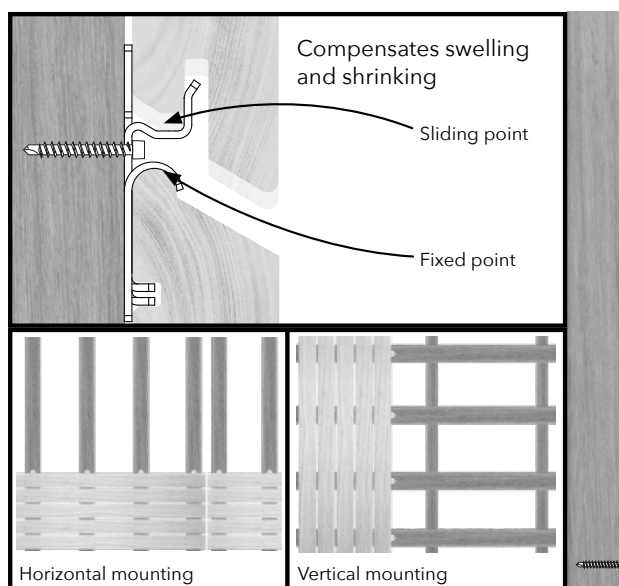 Compensates swelling
and shrinking
Sliding point
Fixed point
Horizontal mounting
Vertical mounting